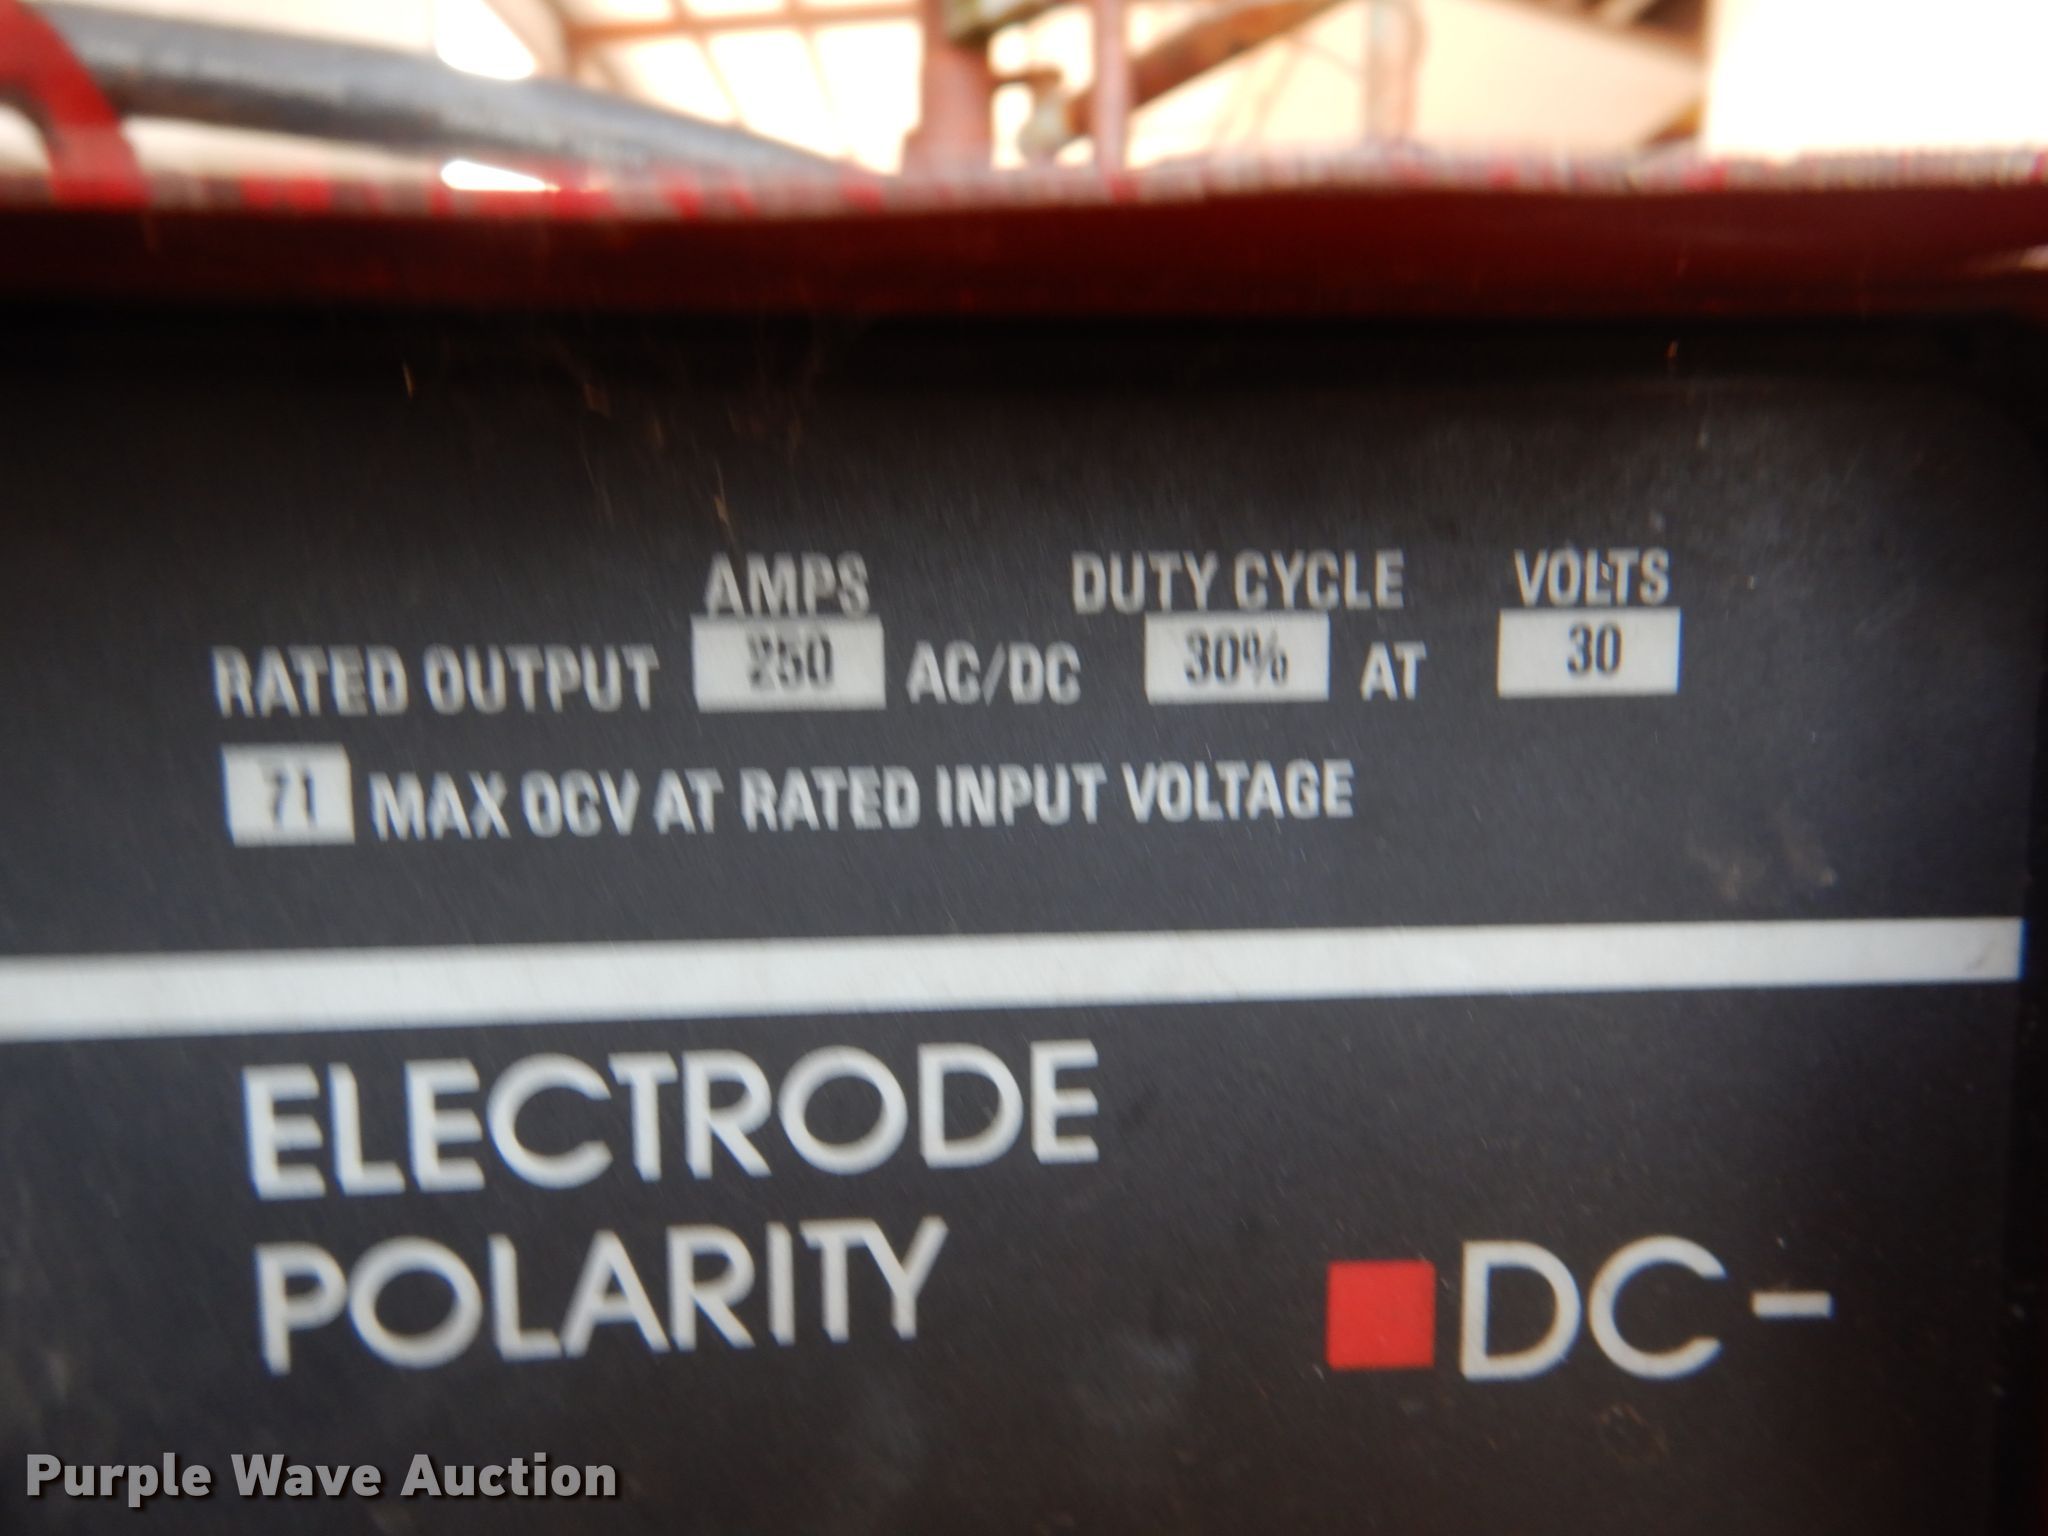 AMPS DUTY CYCLE VOLTS
RATED OUTPUT 250 AC/DC 30% AT 30
71 MAX OCV AT RATED INPUT VOLTAGE
ELECTRODE
POLARITY
DC-
Purple Wave Auction